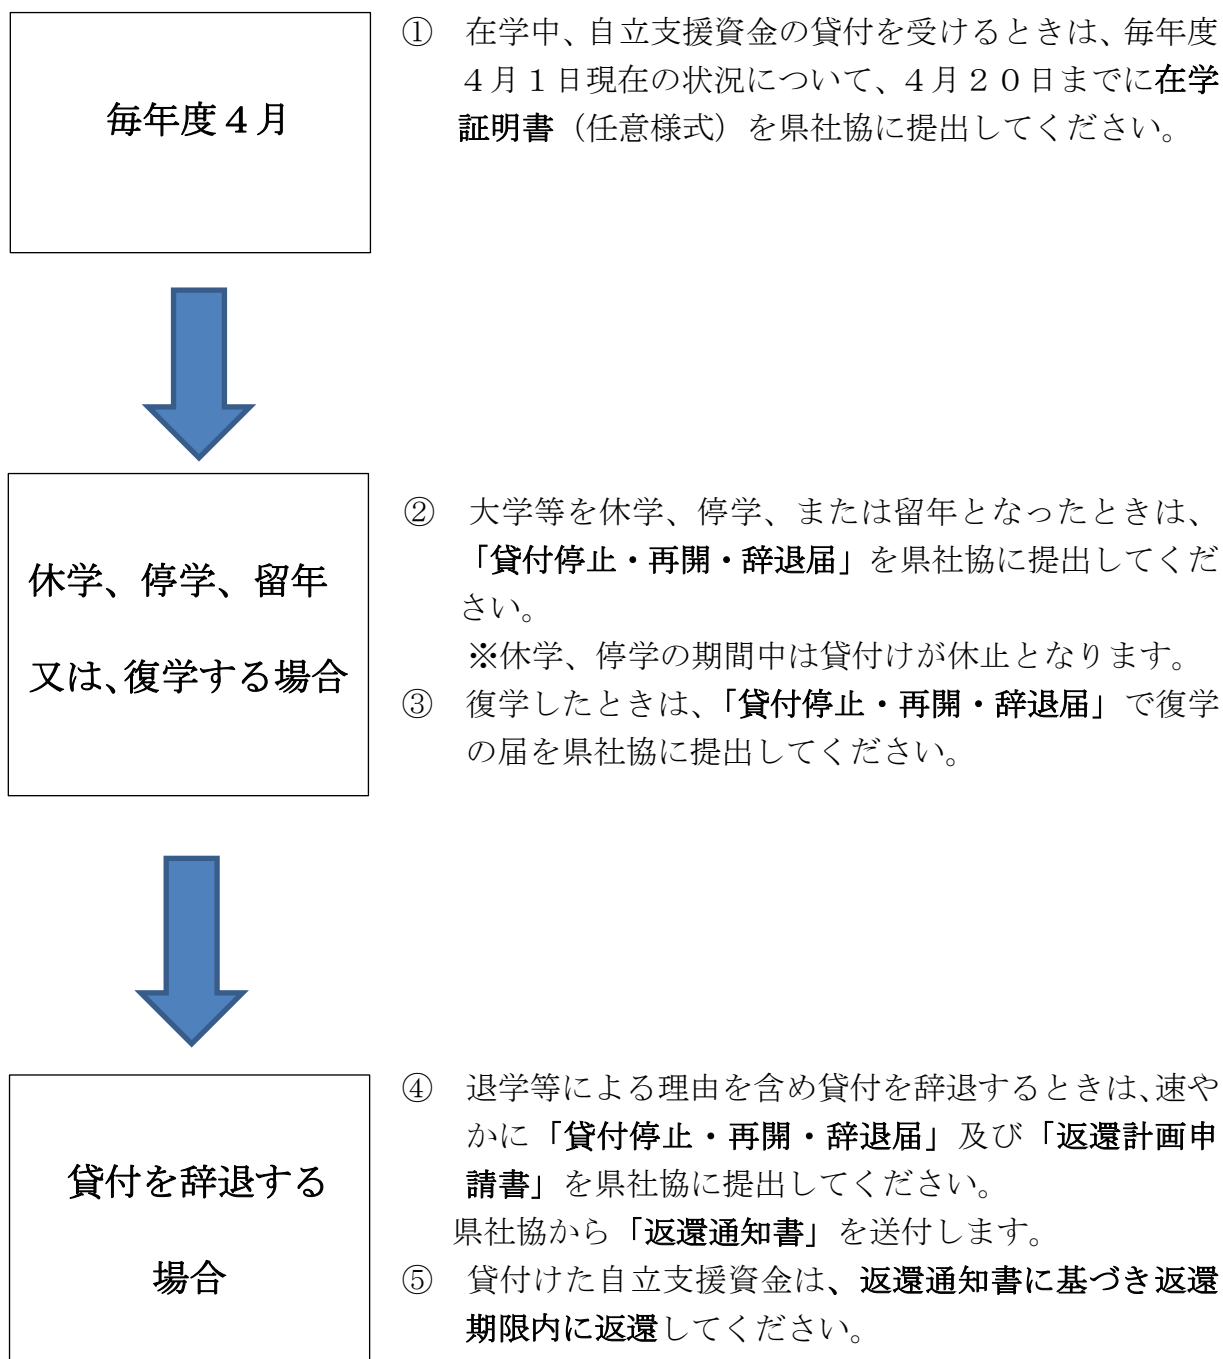 毎年度４月
①　在学中、自立支援資金の貸付を受けるときは、毎年度
４月１日現在の状況について、４月２０日までに在学
証明書（任意様式）を県社協に提出してください。
休学、停学、留年
又は、復学する場合
②　大学等を休学、停学、または留年となったときは、
「貸付停止・再開・辞退届」を県社協に提出してくだ
さい。
※休学、停学の期間中は貸付けが休止となります。
③　復学したときは、「貸付停止・再開・辞退届」で復学
の届を県社協に提出してください。
貸付を辞退する
場合
④　退学等による理由を含め貸付を辞退するときは、速や
かに「貸付停止・再開・辞退届」及び「返還計画申
請書」を県社協に提出してください。
県社協から「返還通知書」を送付します。
⑤　貸付けた自立支援資金は、返還通知書に基づき返還
期限内に返還してください。